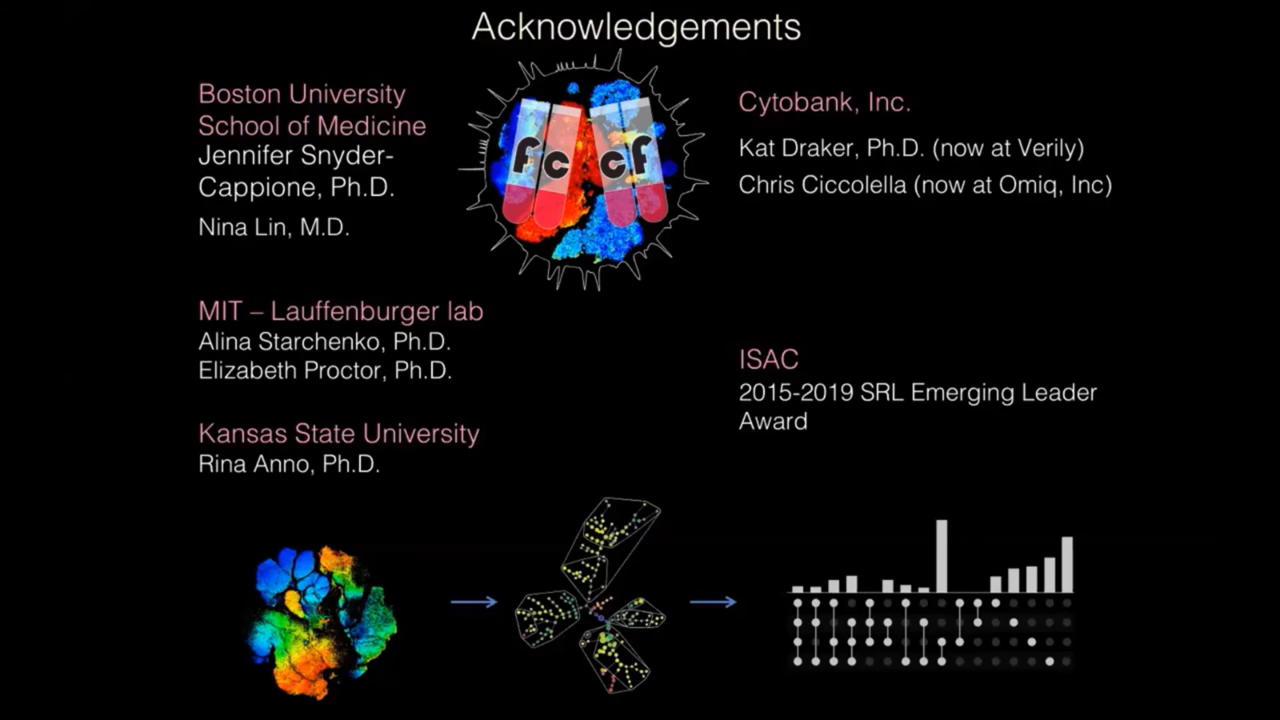 Acknowledgements
Boston University
School of Medicine
Jennifer Snyder-
Cappione, Ph.D.
Nina Lin, M.D.
MIT – Lauffenburger lab
Alina Starchenko, Ph.D.
Elizabeth Proctor, Ph.D.
Kansas State University
Rina Anno, Ph.D.
fc cf
Cytobank, Inc.
Kat Draker, Ph.D. (now at Verily)
Chris Ciccolella (now at Omiq, Inc)
ISAC
2015-2019 SRL Emerging Leader
Award